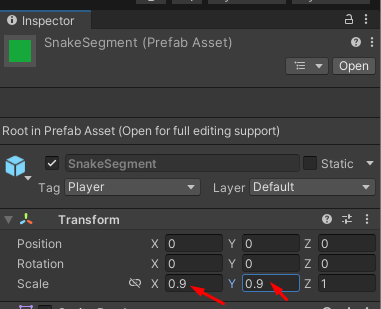 Inspector
SnakeSegment (Prefab Asset)
Open
Root in Prefab Asset (Open for full editing support)
SnakeSegment Static
Tag Player Layer Default
Transform
Position X 0 Y 0 Z 0
Rotation X 0 Y 0 Z 0
Scale X 0.9 Y 0.9 Z 1